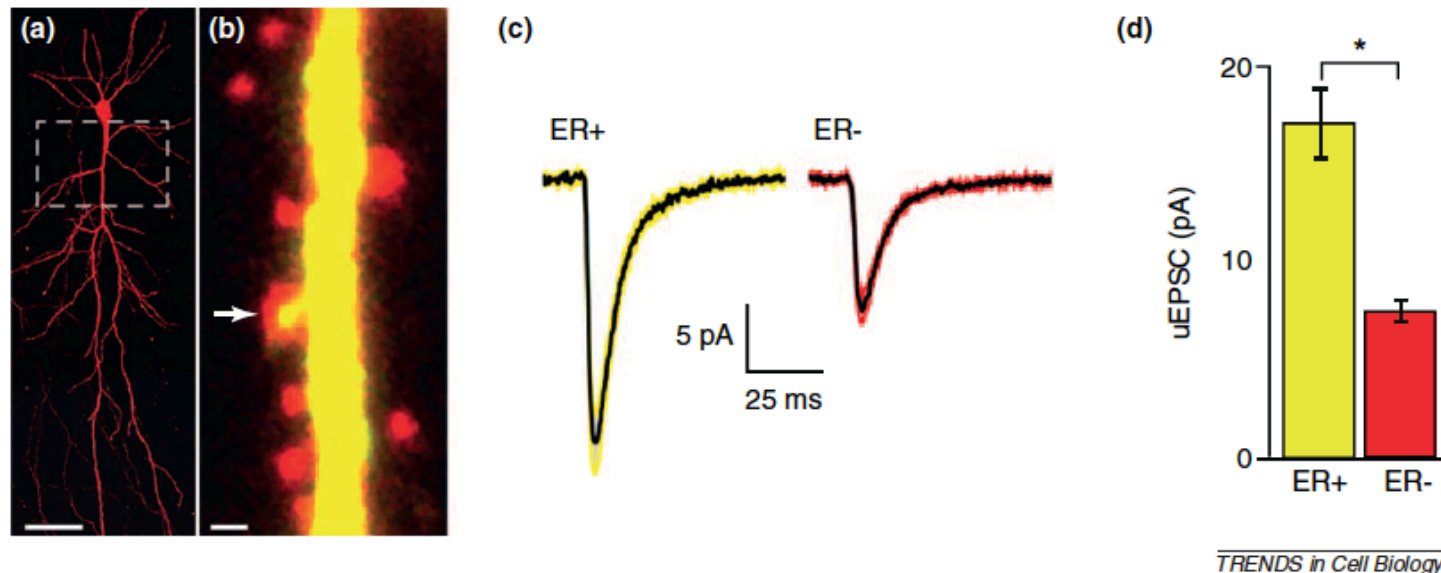 (a)
(b)
(c)
(d)
ER+
ER-
5 pA
25 ms
*
20
10
0
uEPSC (pA)
ER+
ER-
TRENDS in Cell Biology